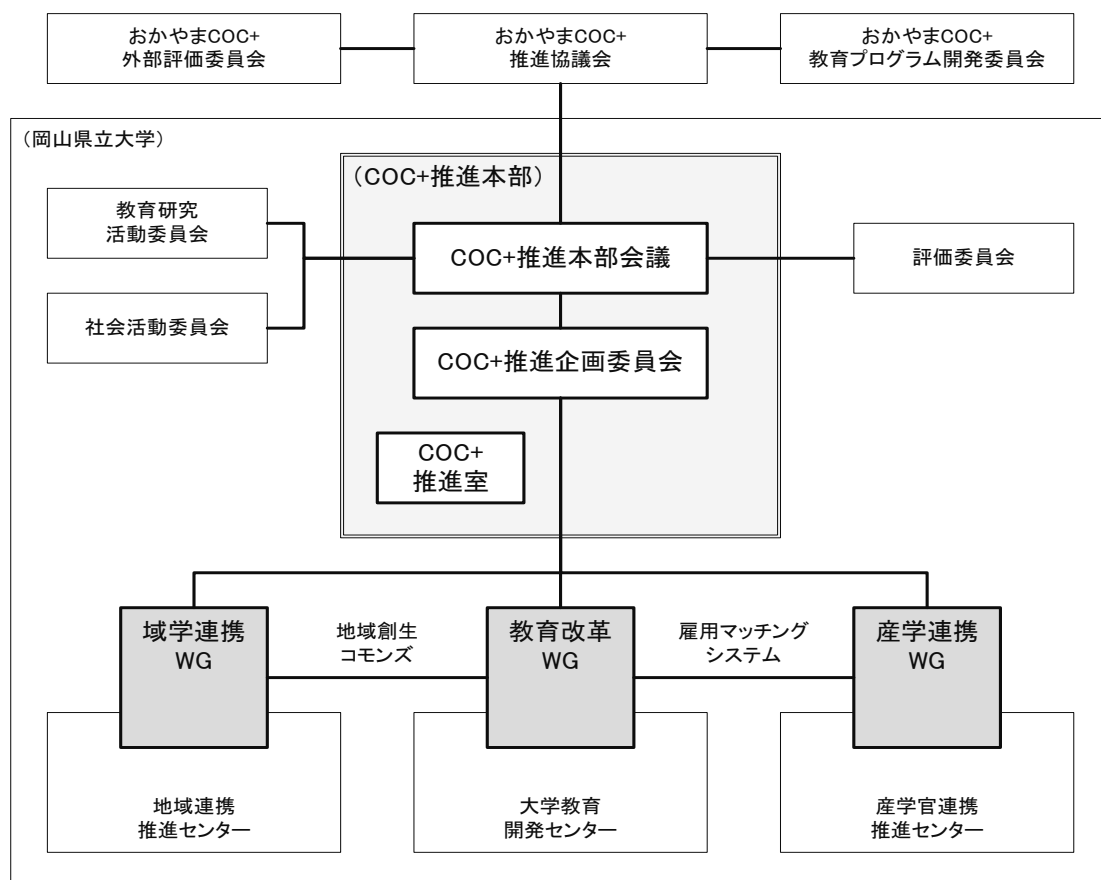 おかやまCOC+
外部評価委員会
おかやまCOC+
推進協議会
おかやまCOC+
教育プログラム開発委員会
(岡山県立大学)
(COC+推進本部)
教育研究
活動委員会
COC+推進本部会議
評価委員会
社会活動委員会
COC+推進企画委員会
COC+
推進室
域学連携
WG
地域創生
コモンズ
教育改革
WG
雇用マッチング
システム
産学連携
WG
地域連携
推進センター
大学教育
開発センター
産学官連携
推進センター